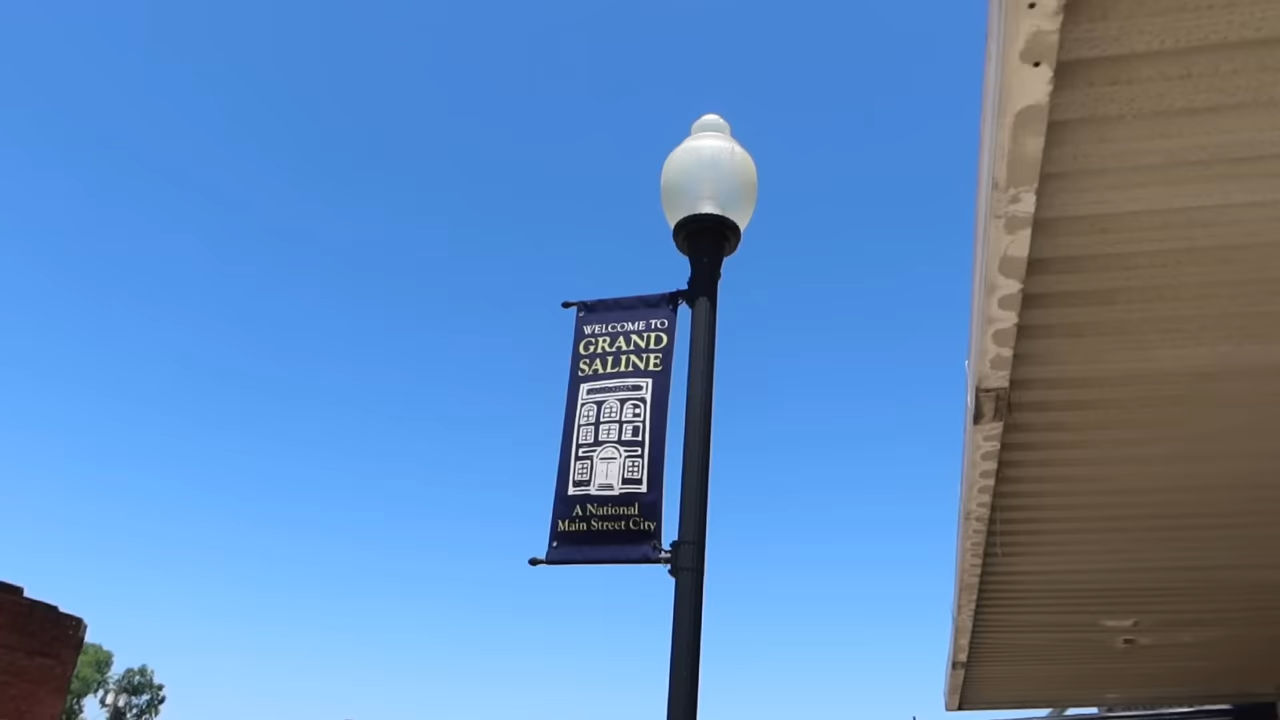 WELCOME TO
GRAND
SALINE
A National
Main Street City